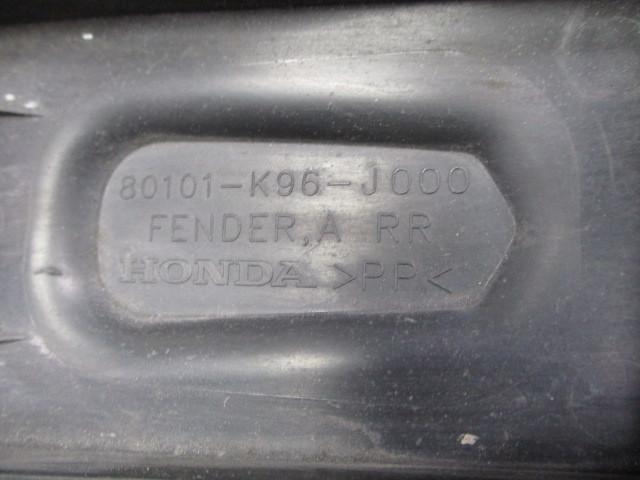 80101-K96-J000
FENDER,A RR
HONDA >PP<